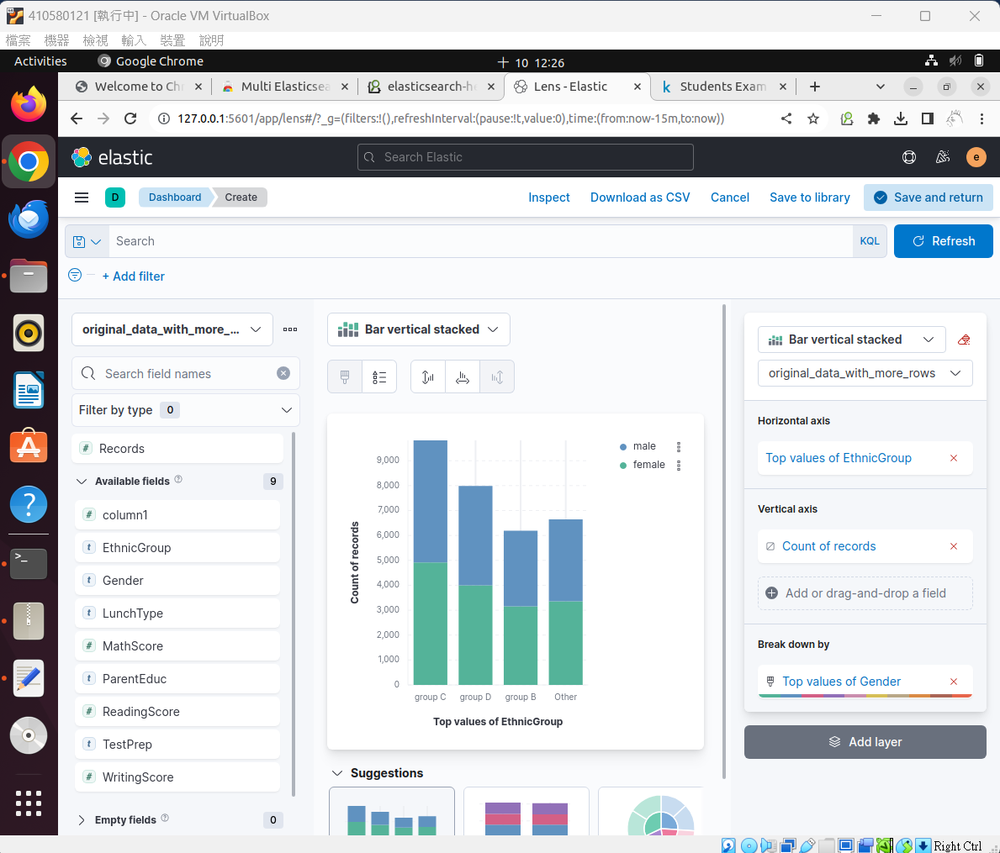 410580121 [執行中] - Oracle VM VirtualBox
檔案 機器 檢視 輸入 裝置 說明
Activities Google Chrome 十 10 12:26
Welcome to Ch Multi Elasticsea elasticsearch-he Lens - Elastic Students Exam
127.0.0.1:5601/app/lens#/?_g=(filters:!(),refreshInterval:(pause:!t,value:0),time:(from:now-15m,to:now))
elastic Search Elastic e
D Dashboard Create Inspect Download as CSV Cancel Save to library Save and return
Search KQL Refresh
+ Add filter
original_data_with_more_...
Search field names
Filter by type 0
# Records
Available fields 9
# column1
t EthnicGroup
t Gender
t LunchType
# MathScore
t ParentEduc
# ReadingScore
t TestPrep
# WritingScore
Empty fields 0
Bar vertical stacked
male
female
9,000
8,000
7,000
6,000
5,000
4,000
3,000
2,000
1,000
0
Count of records
group C group D group B Other
Top values of EthnicGroup
Suggestions
Bar vertical stacked
original_data_with_more_rows
Horizontal axis
Top values of EthnicGroup
Vertical axis
Count of records
Add or drag-and-drop a field
Break down by
Top values of Gender
Add layer
Right Ctrl